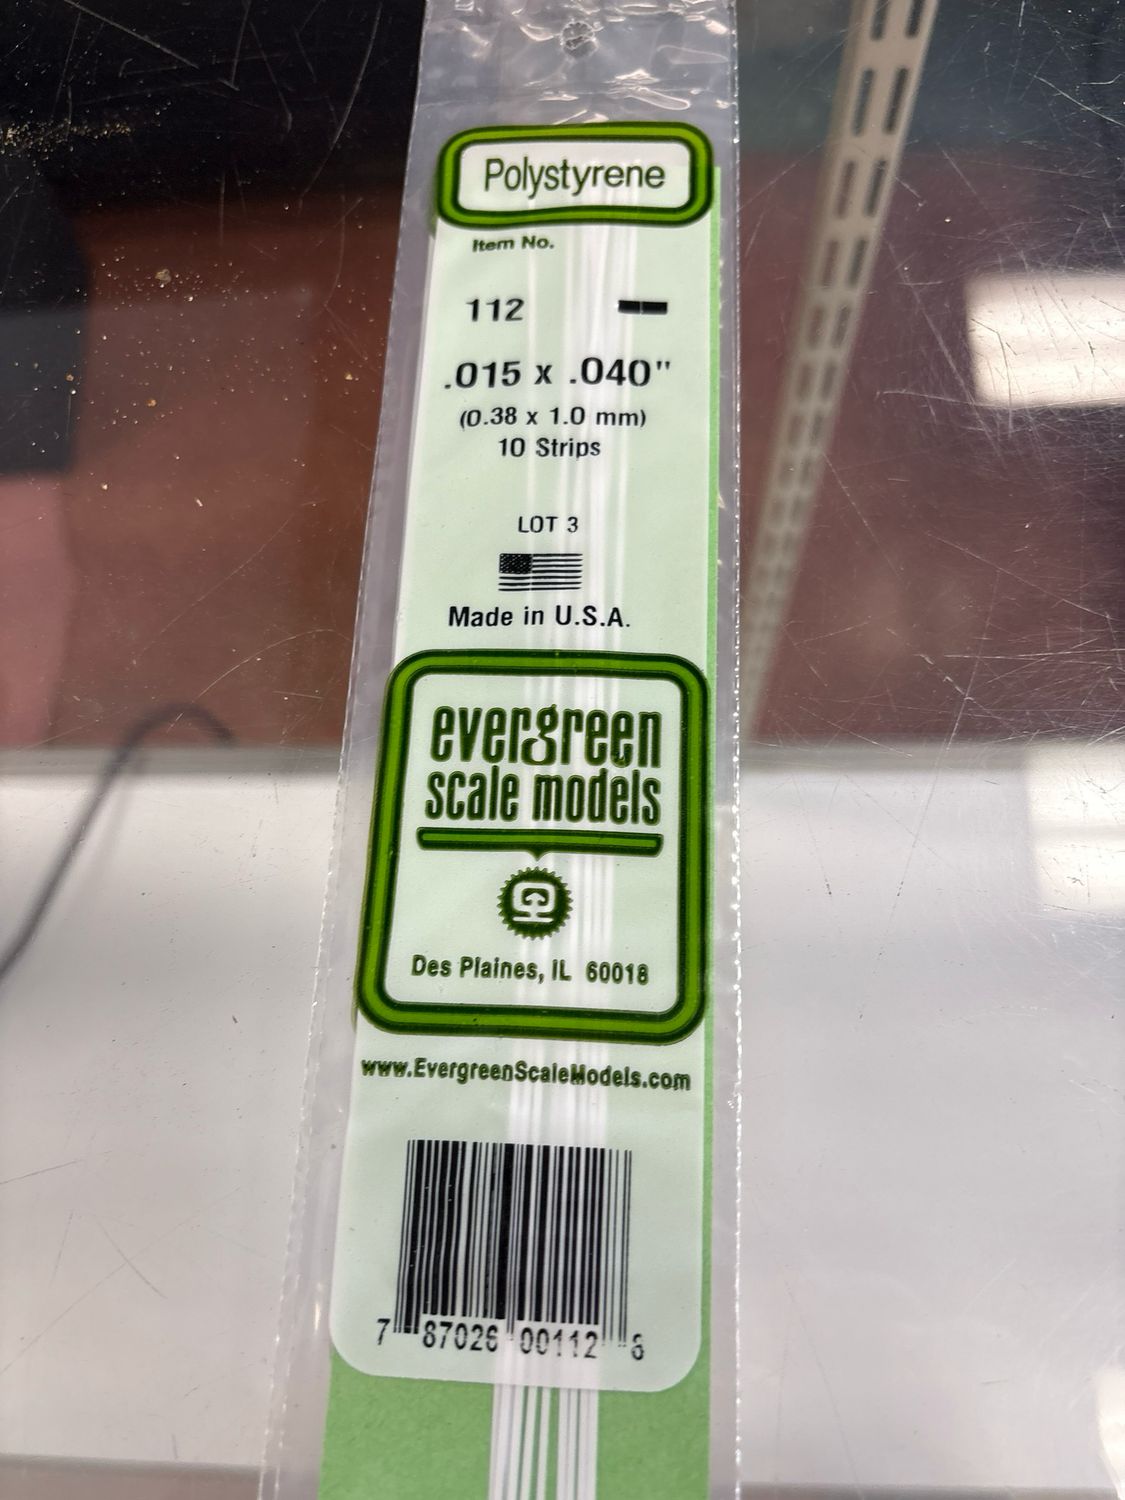 Polystyrene
Item No.
112
.015 x .040"
(0.38 x 1.0 mm)
10 Strips
LOT 3
Made in U.S.A.
evergreen
scale models
Des Plaines, IL 60018
www.EvergreenScaleModels.com
7 87026 00112 6